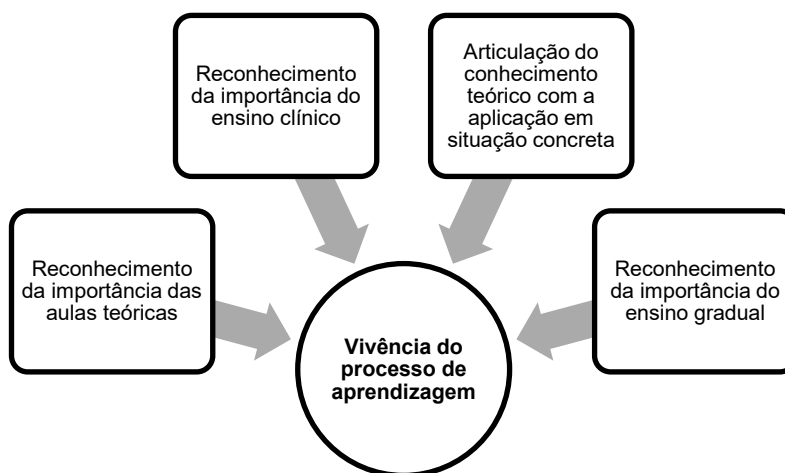 Reconhecimento
da importância do
ensino clínico
Articulação do
conhecimento
teórico com a
aplicação em
situação concreta
Reconhecimento
da importância das
aulas teóricas
Reconhecimento
da importância do
ensino gradual
Vivência do
processo de
aprendizagem